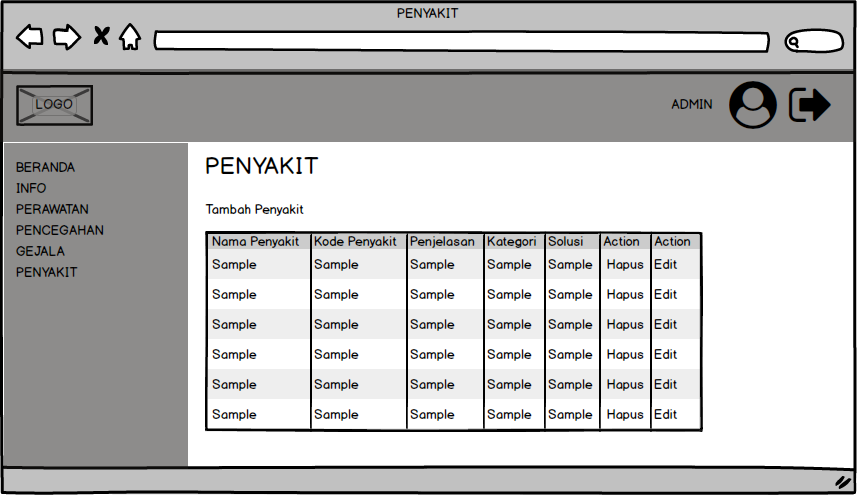 PENYAKIT
LOGO
ADMIN
BERANDA
INFO
PERAWATAN
PENCEGAHAN
GEJALA
PENYAKIT
PENYAKIT
Tambah Penyakit
Nama Penyakit Kode Penyakit Penjelasan Kategori Solusi Action Action
Sample Sample Sample Sample Sample Hapus Edit
Sample Sample Sample Sample Sample Hapus Edit
Sample Sample Sample Sample Sample Hapus Edit
Sample Sample Sample Sample Sample Hapus Edit
Sample Sample Sample Sample Sample Hapus Edit
Sample Sample Sample Sample Sample Hapus Edit